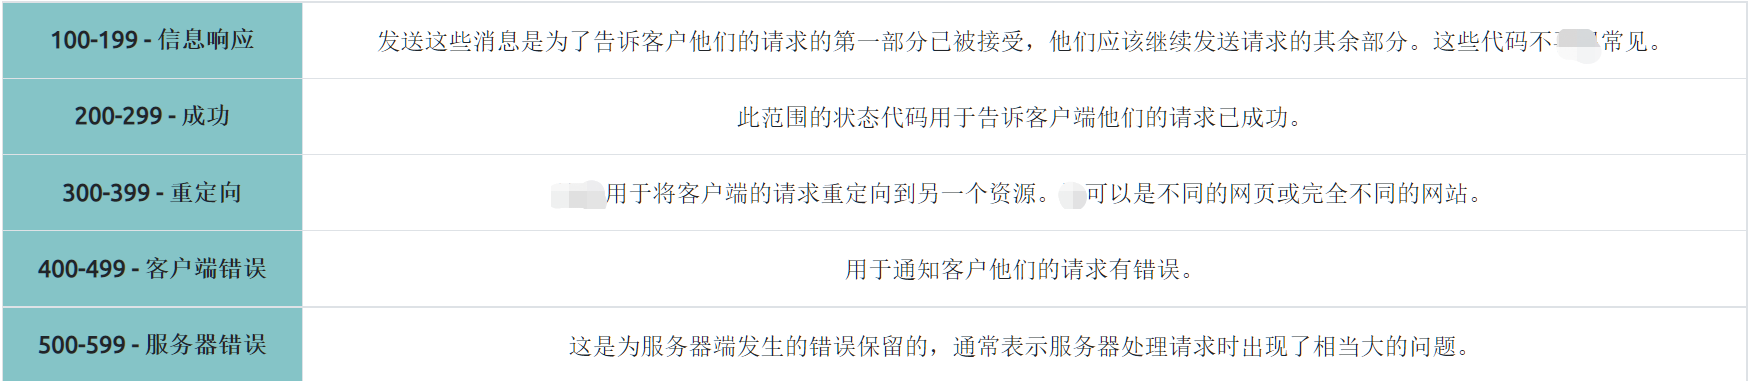 100-199 - 信息响应
发送这些消息是为了告诉客户他们的请求的第一部分已被接受，他们应该继续发送请求的其余部分。这些代码不常见。
200-299 - 成功
此范围的状态代码用于告诉客户端他们的请求已成功。
300-399 - 重定向
用于将客户端的请求重定向到另一个资源。可以是不同的网页或完全不同的网站。
400-499 - 客户端错误
用于通知客户他们的请求有错误。
500-599 - 服务器错误
这是为服务器端发生的错误保留的，通常表示服务器处理请求时出现了相当大的问题。